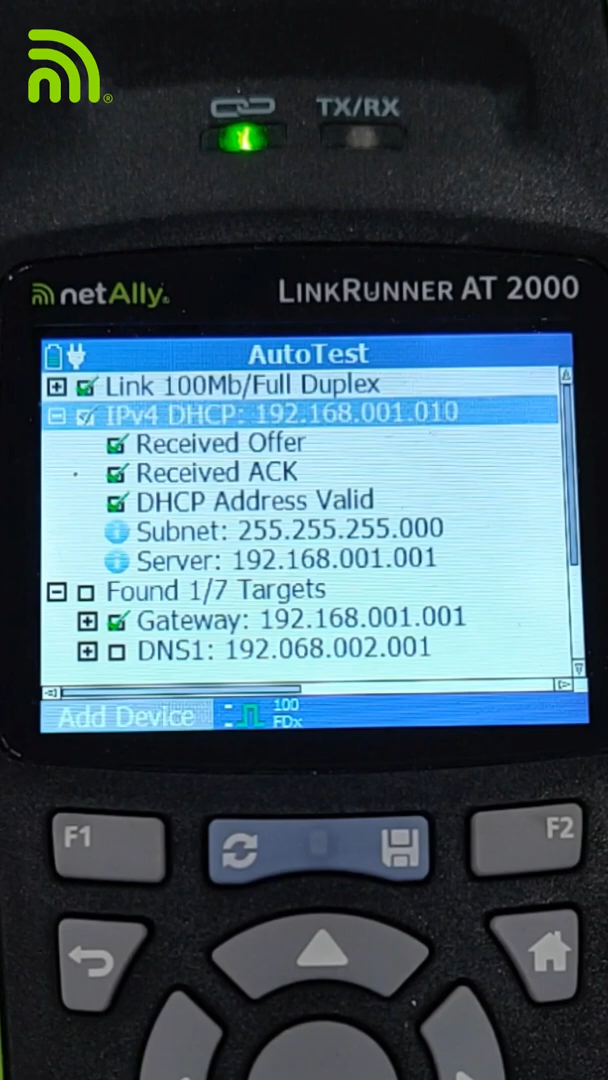 TX/RX
netAlly
LINKRUNNER AT 2000
AutoTest
Link 100Mb/Full Duplex
IPv4 DHCP: 192.168.001.010
Received Offer
Received ACK
DHCP Address Valid
Subnet: 255.255.255.000
Server: 192.168.001.001
Found 1/7 Targets
Gateway: 192.168.001.001
DNS1: 192.068.002.001
Add Device
100
FDx
F1
F2